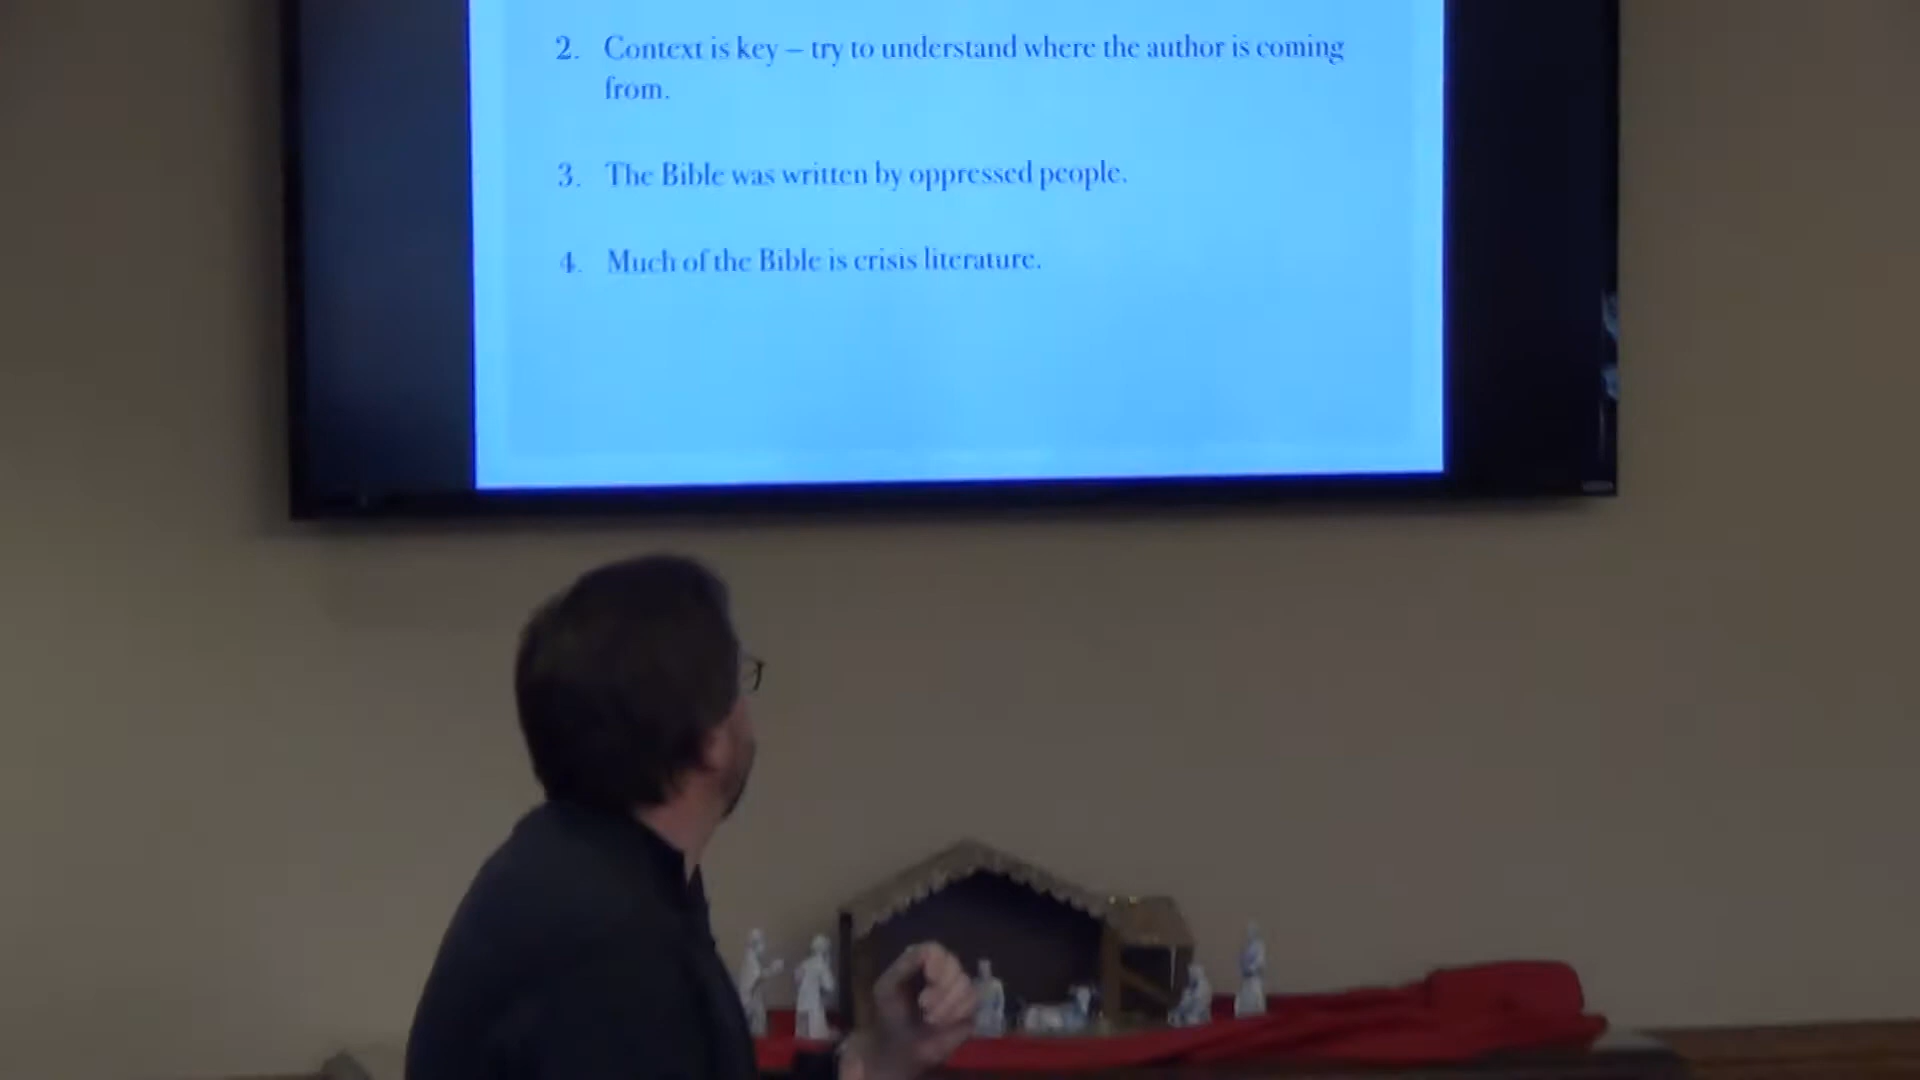 2. Context is key – try to understand where the author is coming
from.
3. The Bible was written by oppressed people.
4. Much of the Bible is crisis literature.